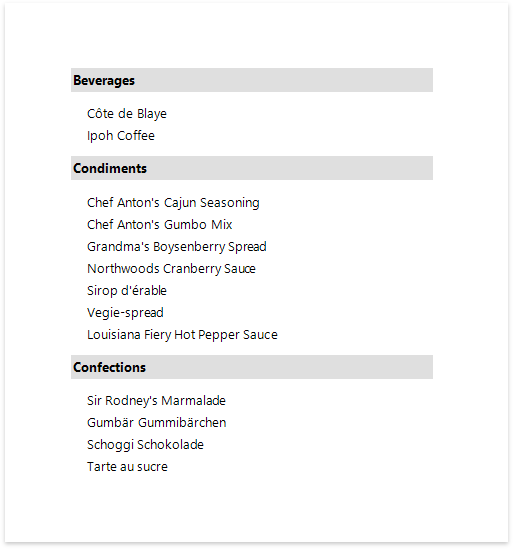 Beverages
Côte de Blaye
Ipoh Coffee
Condiments
Chef Anton's Cajun Seasoning
Chef Anton's Gumbo Mix
Grandma's Boysenberry Spread
Northwoods Cranberry Sauce
Sirop d'érable
Vegie-spread
Louisiana Fiery Hot Pepper Sauce
Confections
Sir Rodney's Marmalade
Gumbär Gummibärchen
Schoggi Schokolade
Tarte au sucre